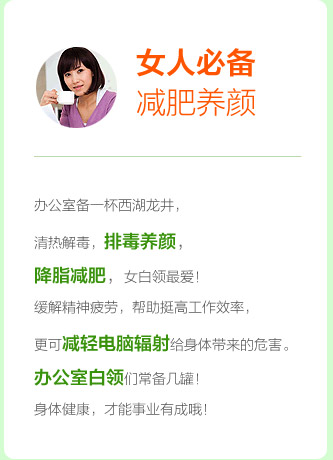 女人必备
减肥养颜
办公室备一杯西湖龙井，
清热解毒，排毒养颜，
降脂减肥，女白领最爱！
缓解精神疲劳，帮助挺高工作效率，
更可减轻电脑辐射给身体带来的危害。
办公室白领们常备几罐！
身体健康，才能事业有成哦！